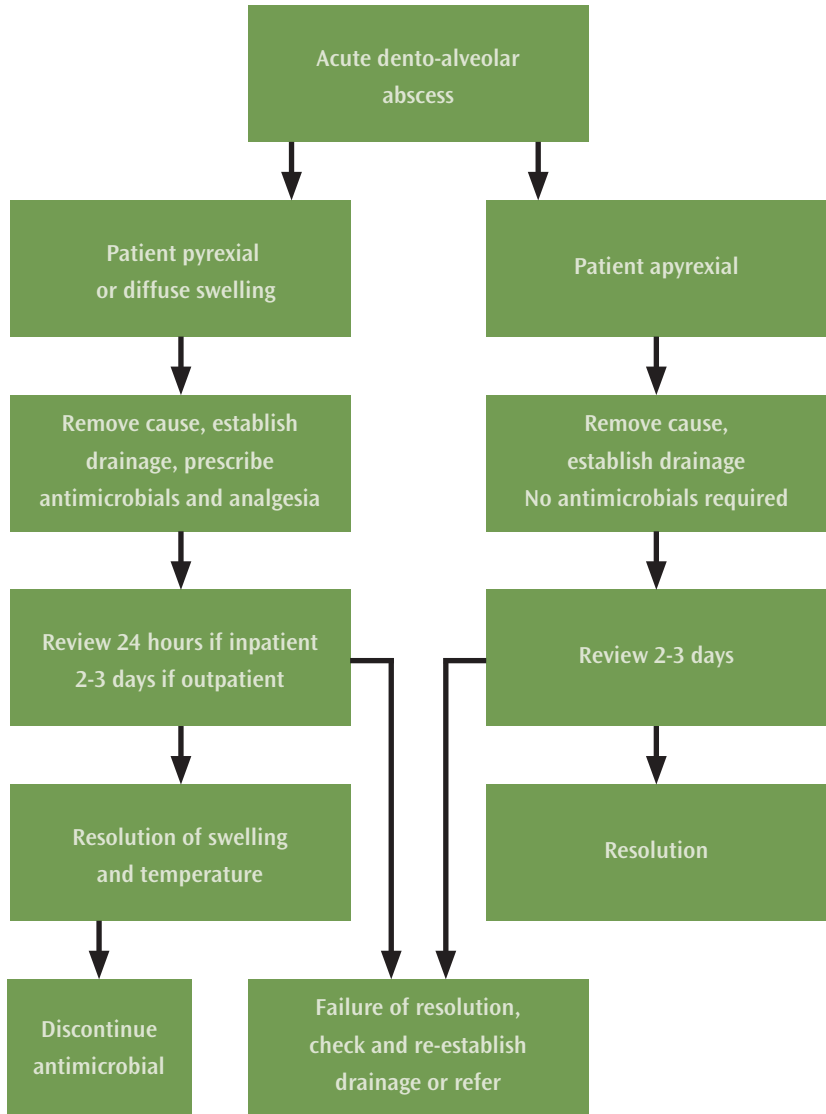 Acute dento-alveolar
abscess
Patient pyrexial
or diffuse swelling
Patient apyrexial
Remove cause, establish
drainage, prescribe
antimicrobials and analgesia
Remove cause,
establish drainage
No antimicrobials required
Review 24 hours if inpatient
2-3 days if outpatient
Review 2-3 days
Resolution of swelling
and temperature
Resolution
Discontinue
antimicrobial
Failure of resolution,
check and re-establish
drainage or refer